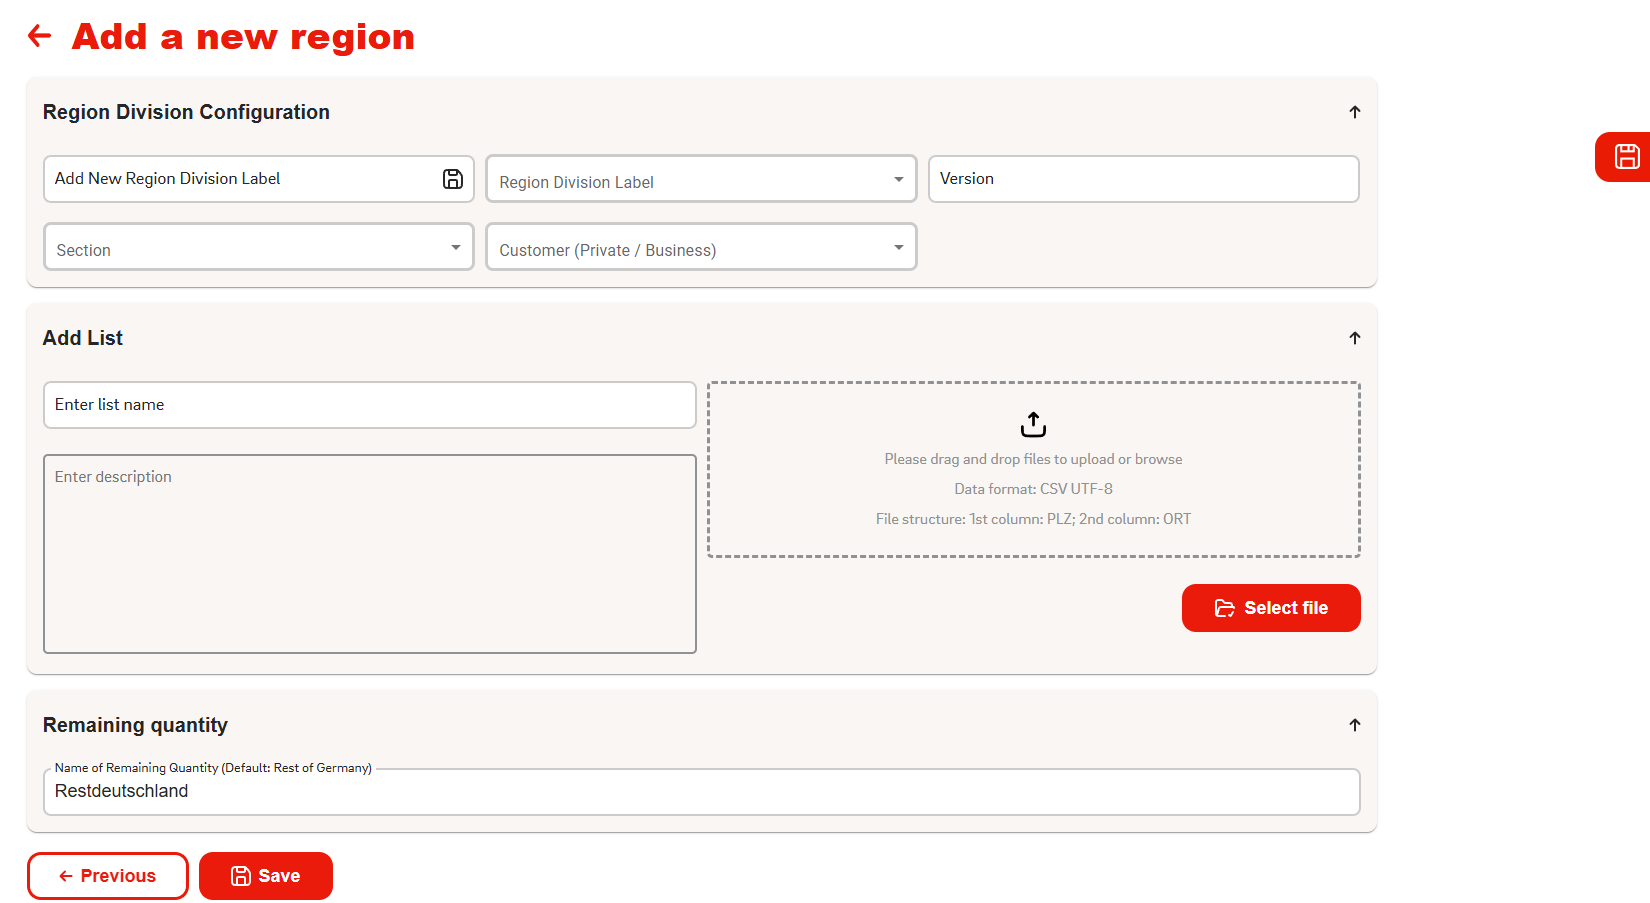 Add a new region
Region Division Configuration
Add New Region Division Label
Region Division Label
Version
Section
Customer (Private / Business)
Add List
Enter list name
Enter description
Please drag and drop files to upload or browse
Data format: CSV UTF-8
File structure: 1st column: PLZ; 2nd column: ORT
Select file
Remaining quantity
Name of Remaining Quantity (Default: Rest of Germany)
Restdeutschland
Previous
Save